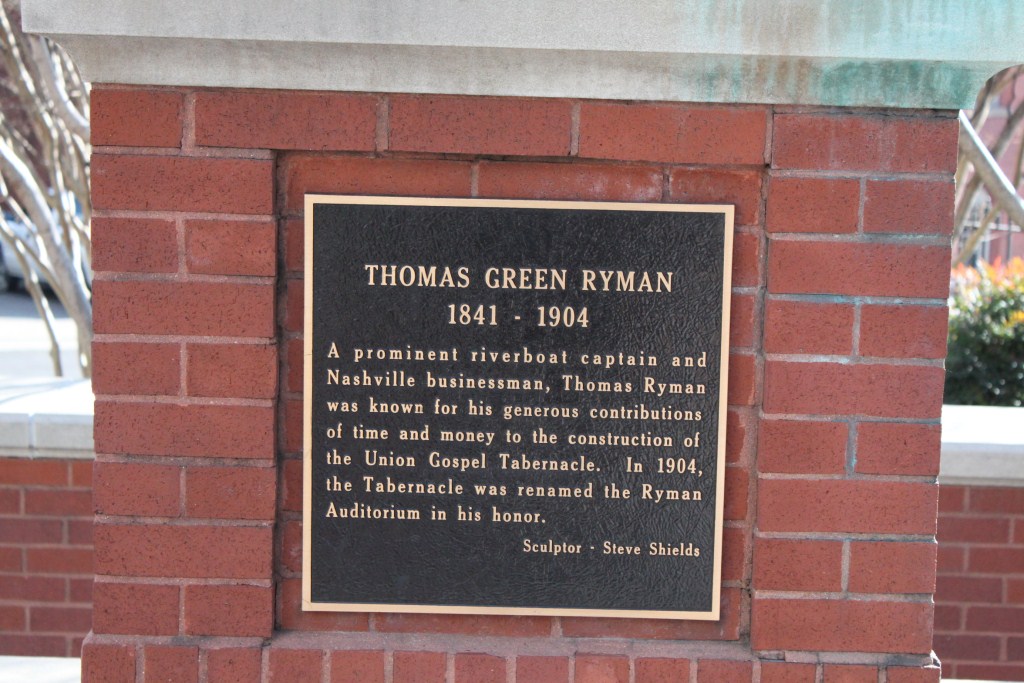 THOMAS GREEN RYMAN
1841 - 1904
A prominent riverboat captain and
Nashville businessman, Thomas Ryman
was known for his generous contributions
of time and money to the construction of
the Union Gospel Tabernacle. In 1904,
the Tabernacle was renamed the Ryman
Auditorium in his honor.
Sculptor - Steve Shields